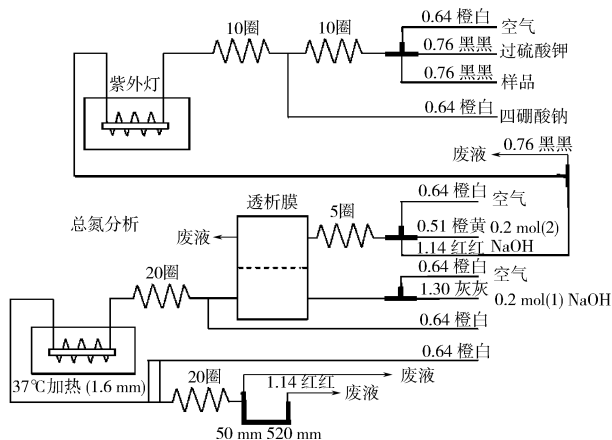 0.64 橙白 空气
10圈 10圈
0.76 黑黑 过硫酸钾
紫外灯
0.76 黑黑 样品
0.64 橙白 四硼酸钠
0.76 黑黑
废液
透析膜 0.64 橙白 空气
总氮分析 5圈
废液 0.51 橙黄 0.2 mol(2)
1.14 红红 NaOH
20圈 0.64 橙白 空气
1.30 灰灰 0.2 mol(1) NaOH
0.64 橙白
0.64 橙白
37℃加热 (1.6 mm) 20圈 1.14 红红 废液
废液
50 mm 520 mm